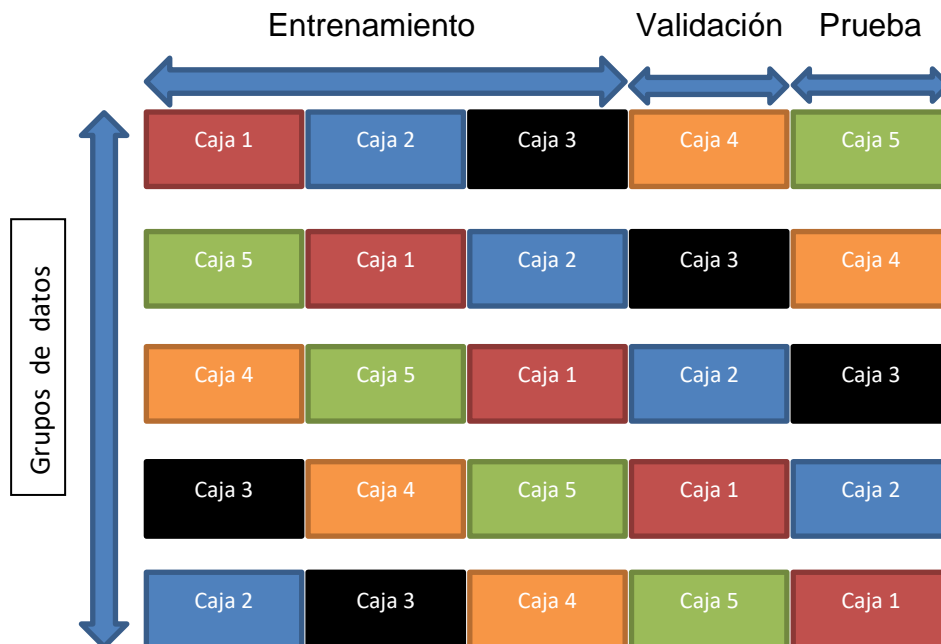 Entrenamiento Validación Prueba
Caja 1 Caja 2 Caja 3 Caja 4 Caja 5
Caja 5 Caja 1 Caja 2 Caja 3 Caja 4
Caja 4 Caja 5 Caja 1 Caja 2 Caja 3
Caja 3 Caja 4 Caja 5 Caja 1 Caja 2
Caja 2 Caja 3 Caja 4 Caja 5 Caja 1
Grupos de datos